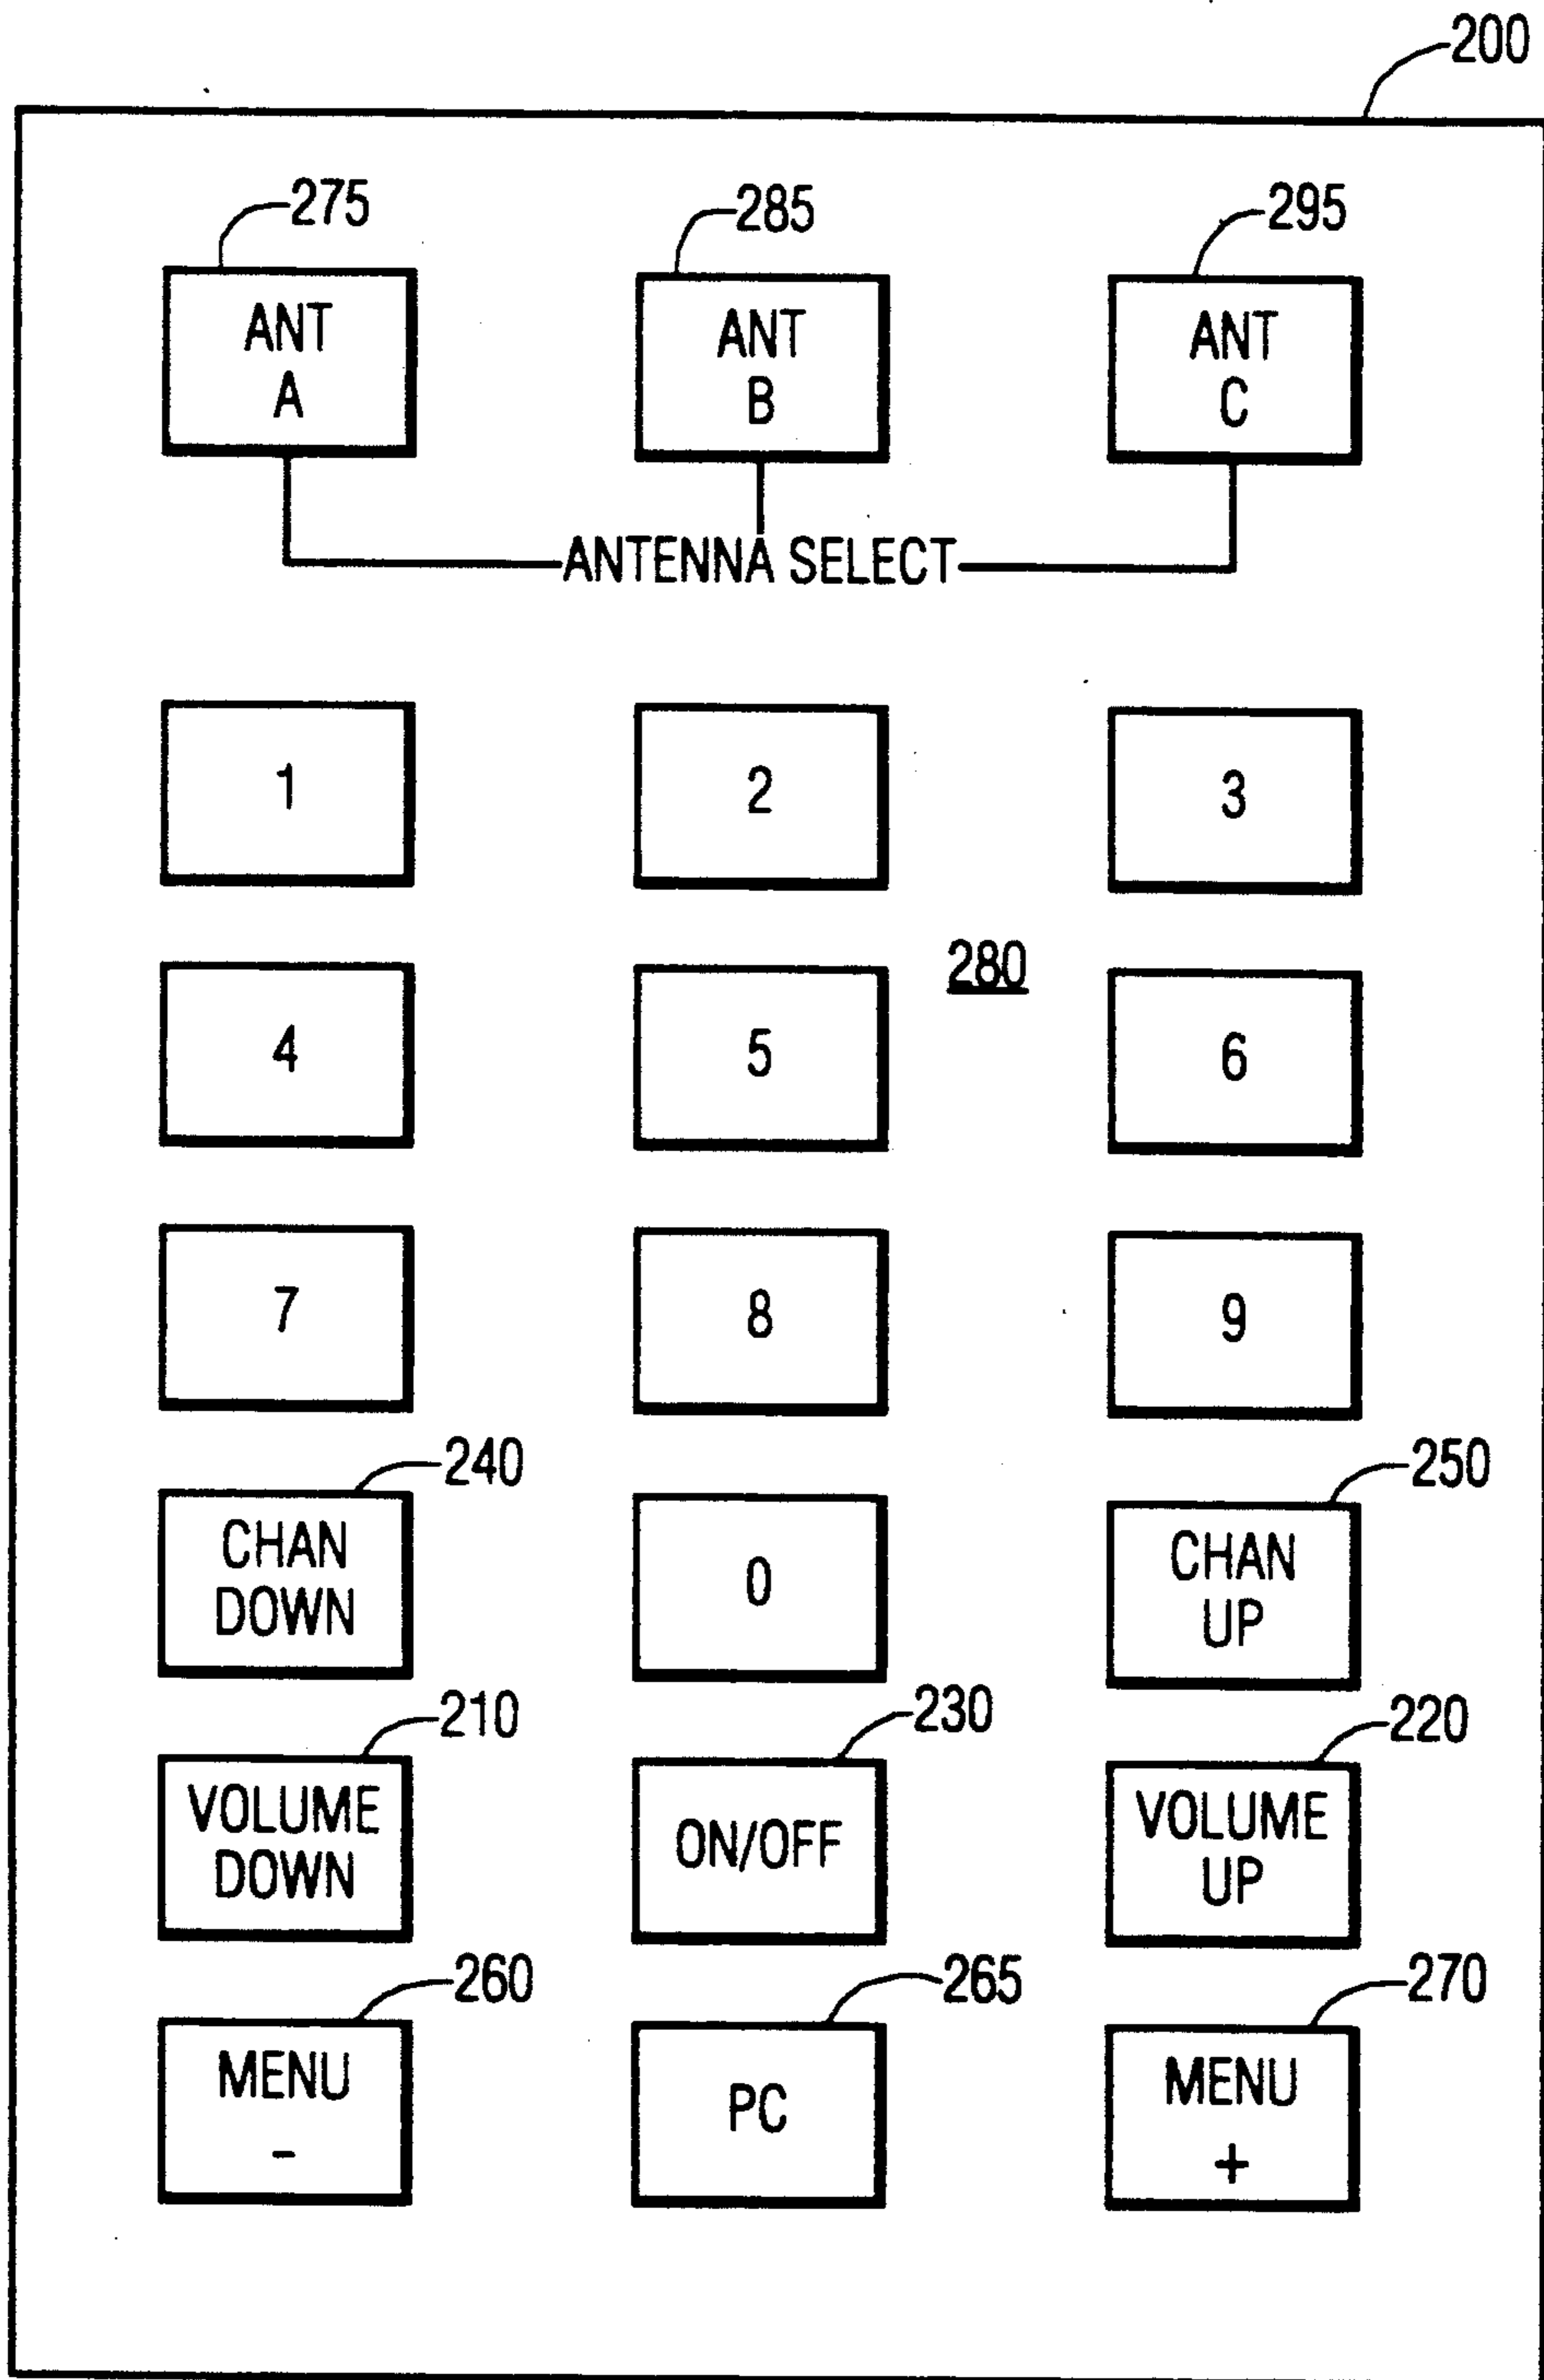 200
275 285 295
ANT ANT ANT
A B C
ANTENNA SELECT
1 2 3
280
4 5 6
7 8 9
240 250
CHAN
DOWN
0
CHAN
UP
210 230 220
VOLUME
DOWN
ON/OFF
VOLUME
UP
260 265 270
MENU
-
PC
MENU
+